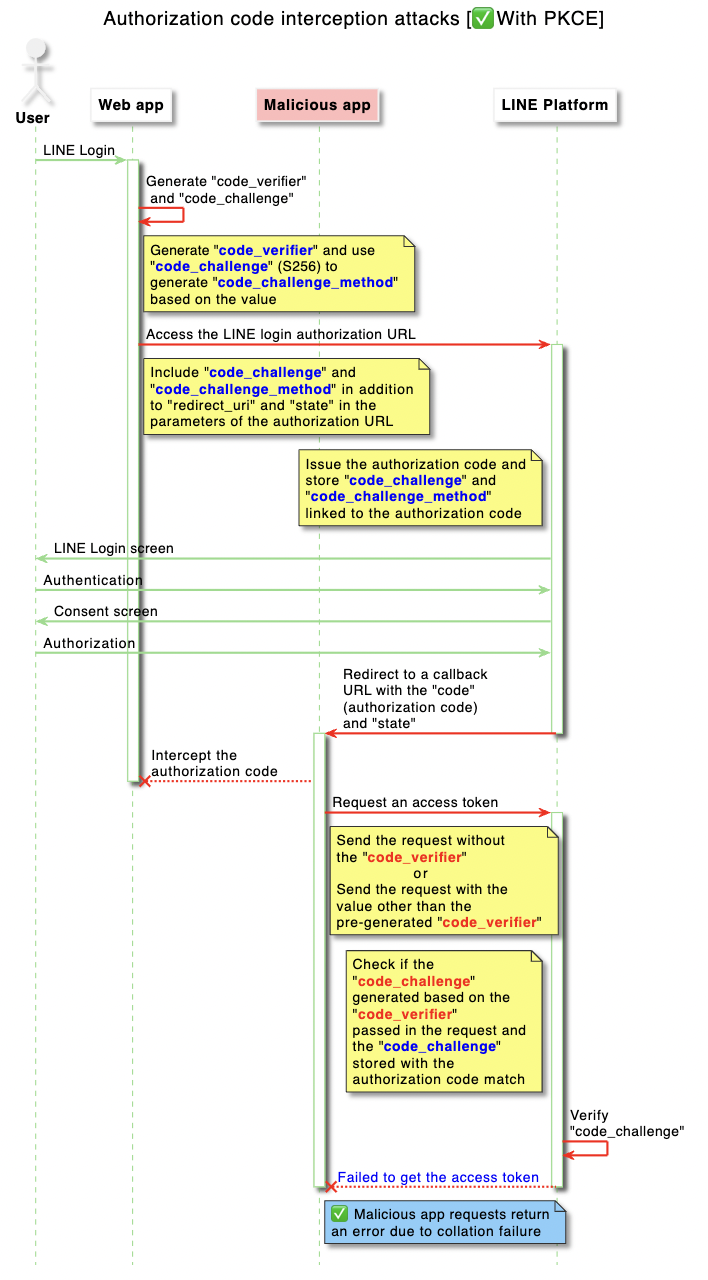 Authorization code interception attacks [✅With PKCE]
User
Web app
Malicious app
LINE Platform
LINE Login
Generate "code_verifier"
and "code_challenge"
Generate "code_verifier" and use
"code_challenge" (S256) to
generate "code_challenge_method"
based on the value
Access the LINE login authorization URL
Include "code_challenge" and
"code_challenge_method" in addition
to "redirect_uri" and "state" in the
parameters of the authorization URL
Issue the authorization code and
store "code_challenge" and
"code_challenge_method"
linked to the authorization code
LINE Login screen
Authentication
Consent screen
Authorization
Redirect to a callback
URL with the "code"
(authorization code)
and "state"
Intercept the
authorization code
Request an access token
Send the request without
the "code_verifier"
or
Send the request with the
value other than the
pre-generated "code_verifier"
Check if the
"code_challenge"
generated based on the
"code_verifier"
passed in the request and
the "code_challenge"
stored with the
authorization code match
Verify
"code_challenge"
Failed to get the access token
✅ Malicious app requests return
an error due to collation failure